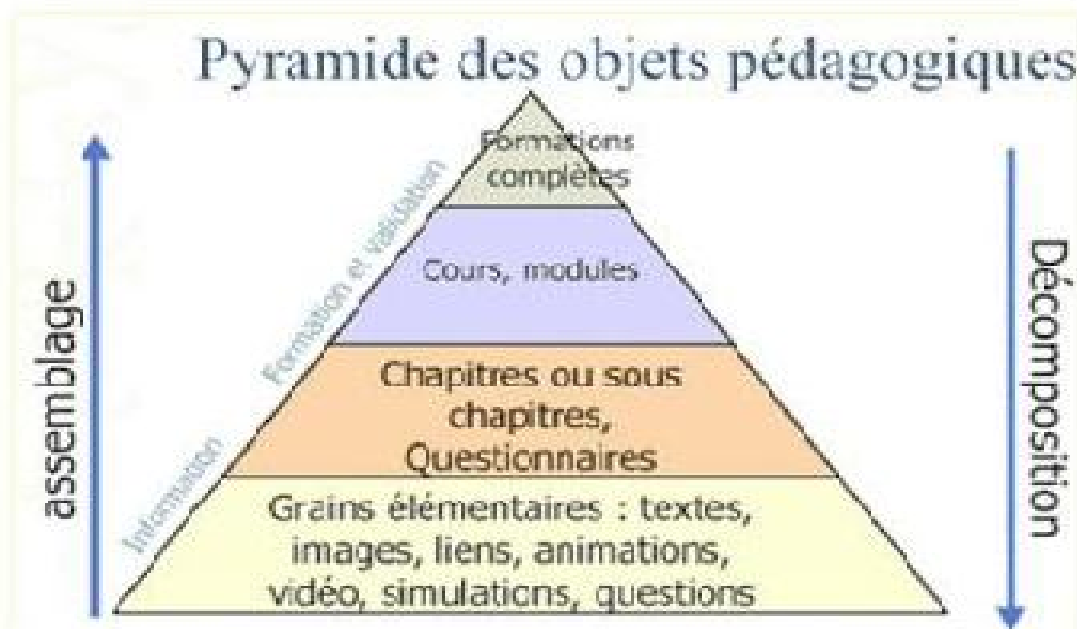 Pyramide des objets pédagogiques
Formations
complètes
Cours, modules
Chapitres ou sous
chapitres,
Questionnaires
Grains élémentaires : textes,
images, liens, animations,
vidéo, simulations, questions
assemblage
Information
Formation et validation
Décomposition